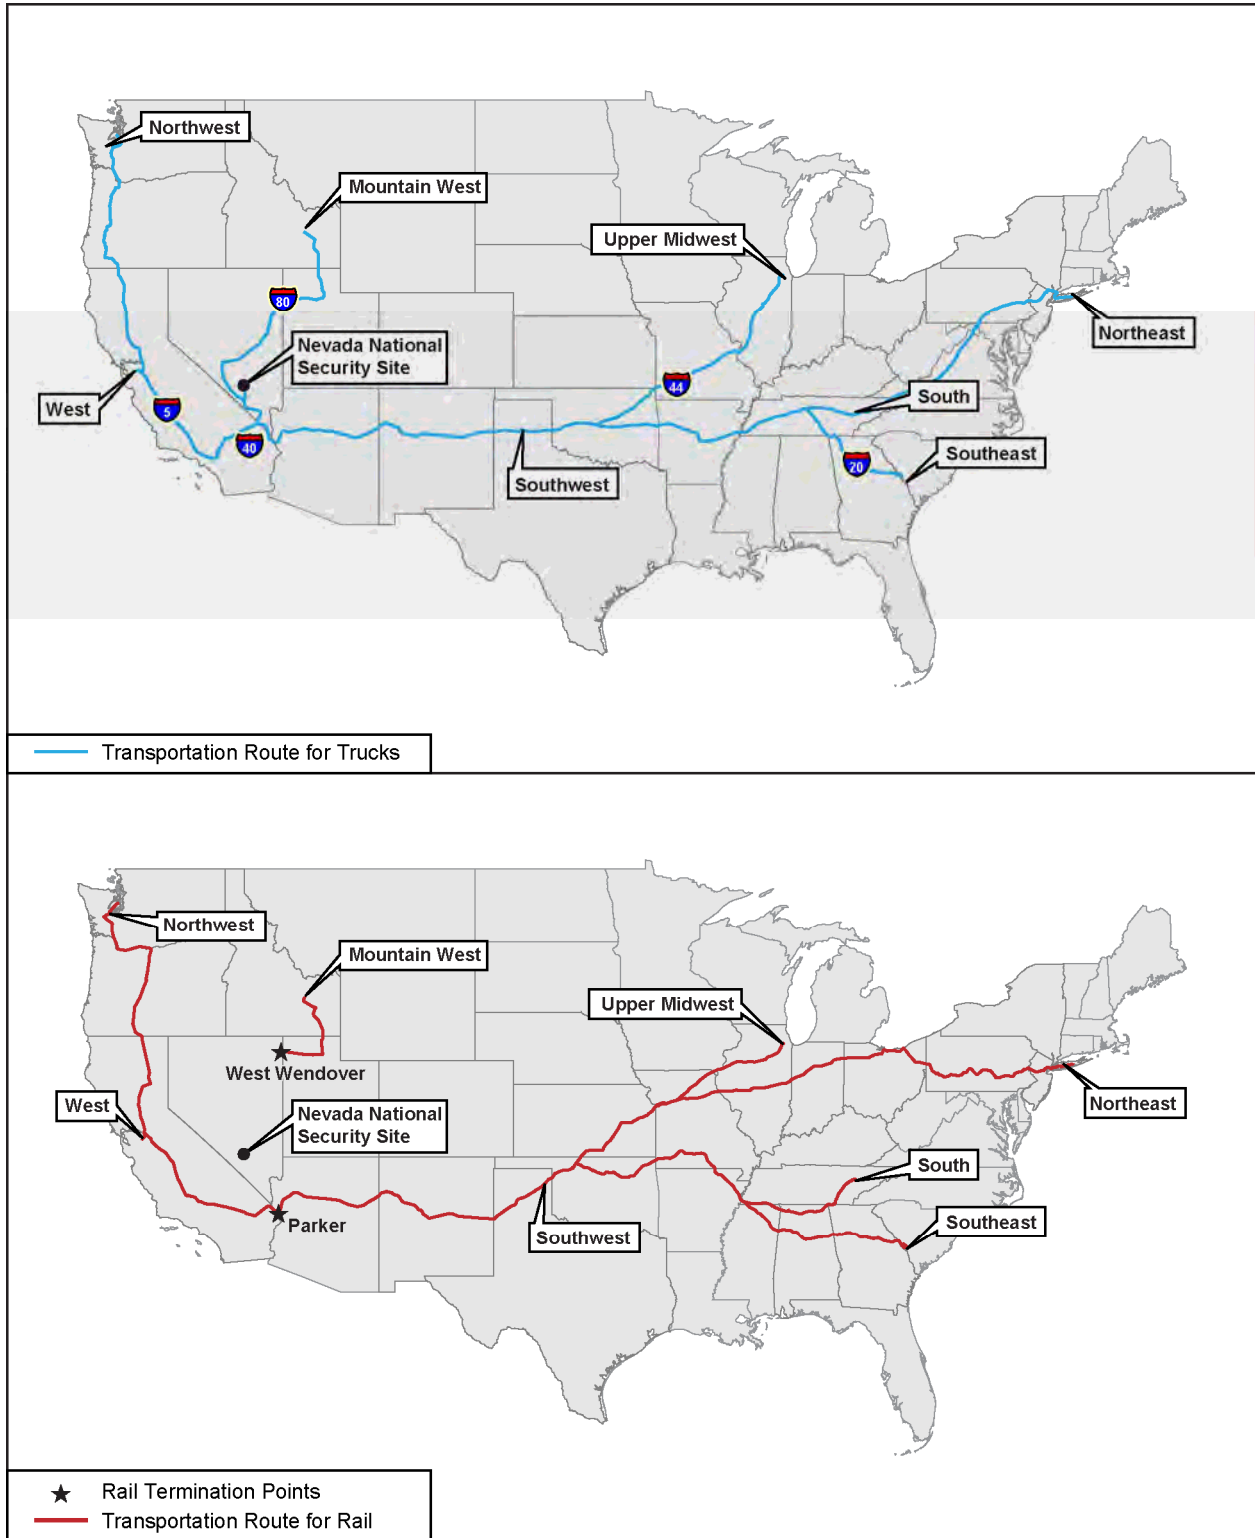 Northwest
Mountain West
Upper Midwest
80
Nevada National
Security Site
Northeast
44
West
5
South
40
20
Southeast
Southwest
Transportation Route for Trucks
Northwest
Mountain West
Upper Midwest
West Wendover
West
Nevada National
Security Site
Northeast
South
Parker
Southwest
Southeast
Rail Termination Points
Transportation Route for Rail